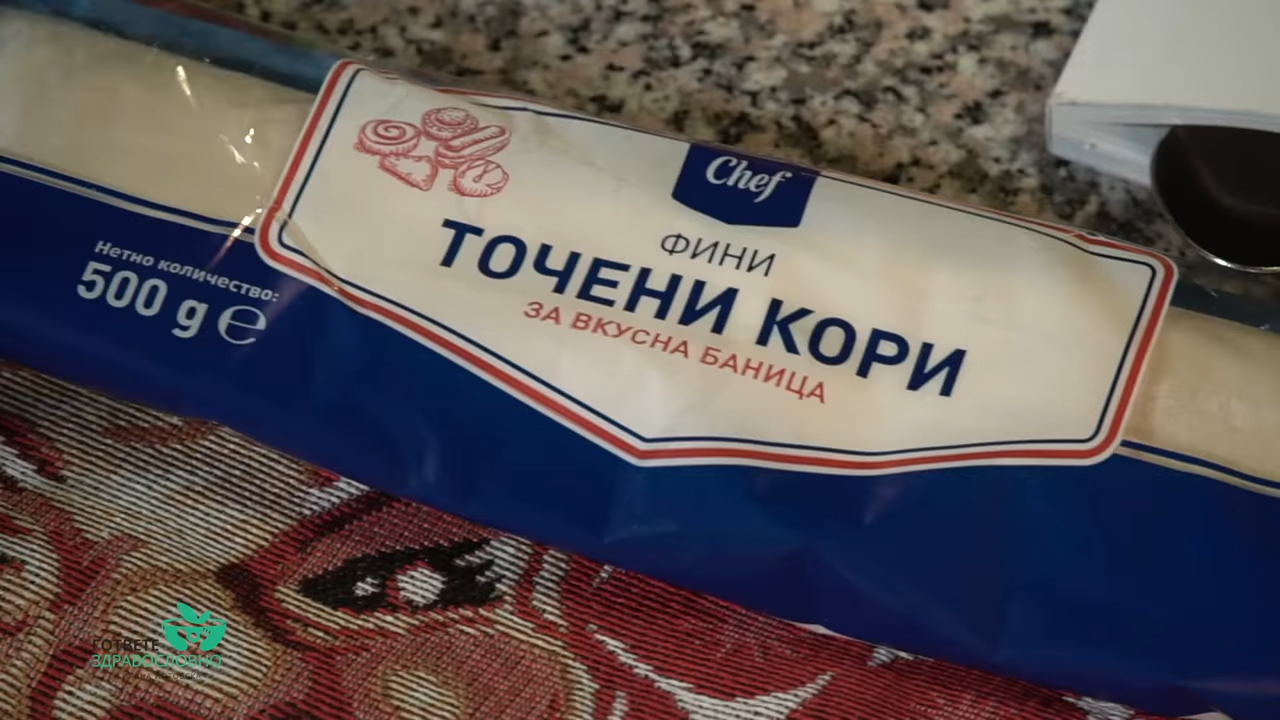 Chef
ФИНИ
ТОЧЕНИ КОРИ
ЗА ВКУСНА БАНИЦА
Нетно количество:
500 g ℮
ГОТВЕТЕ
ЗДРАВОСЛОВНО